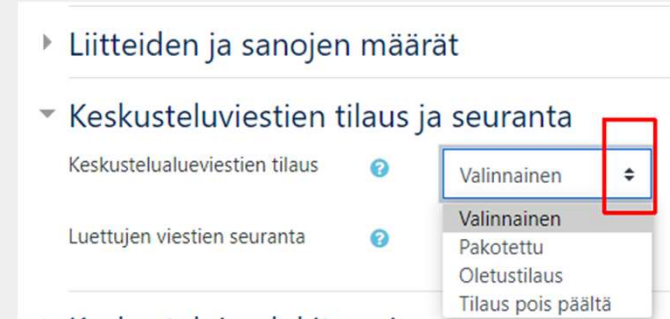 Liitteiden ja sanojen määrät
Keskusteluviestien tilaus ja seuranta
Keskustelualueviestien tilaus
Valinnainen
Valinnainen
Luettujen viestien seuranta
Pakotettu
Oletustilaus
Tilaus pois päältä